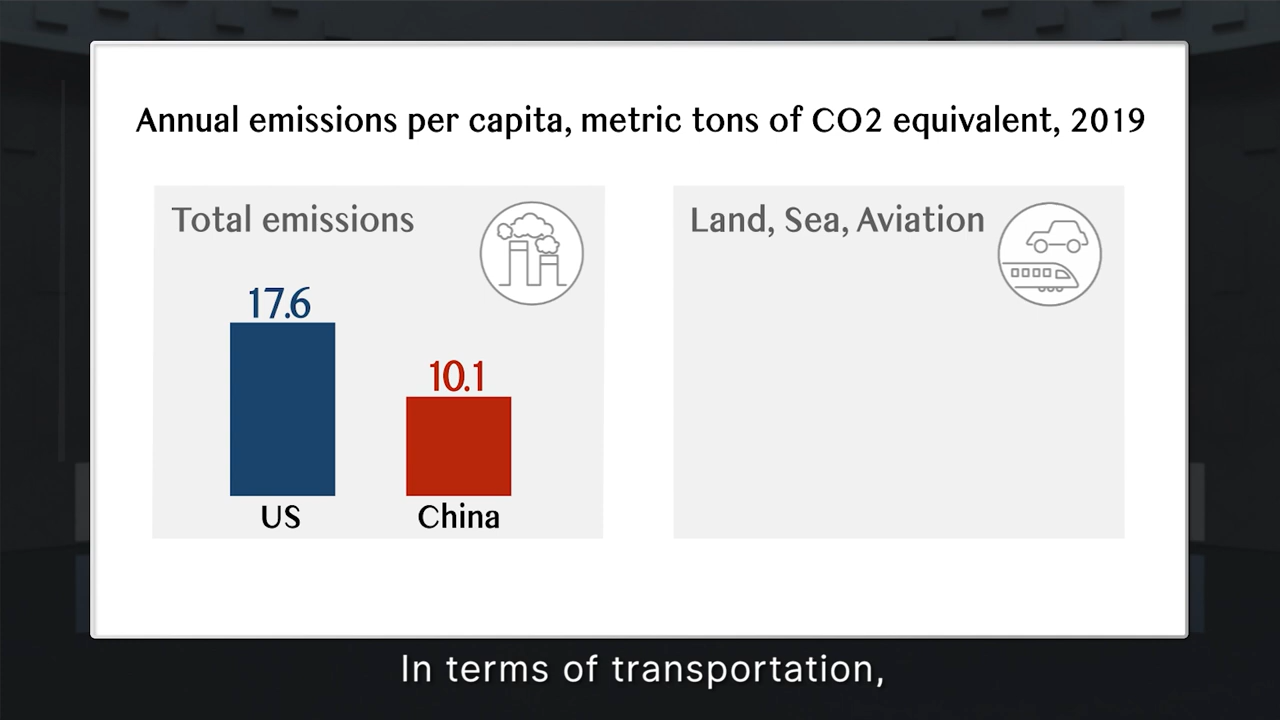 Annual emissions per capita, metric tons of CO2 equivalent, 2019
Total emissions
17.6
10.1
US
China
Land, Sea, Aviation
In terms of transportation,